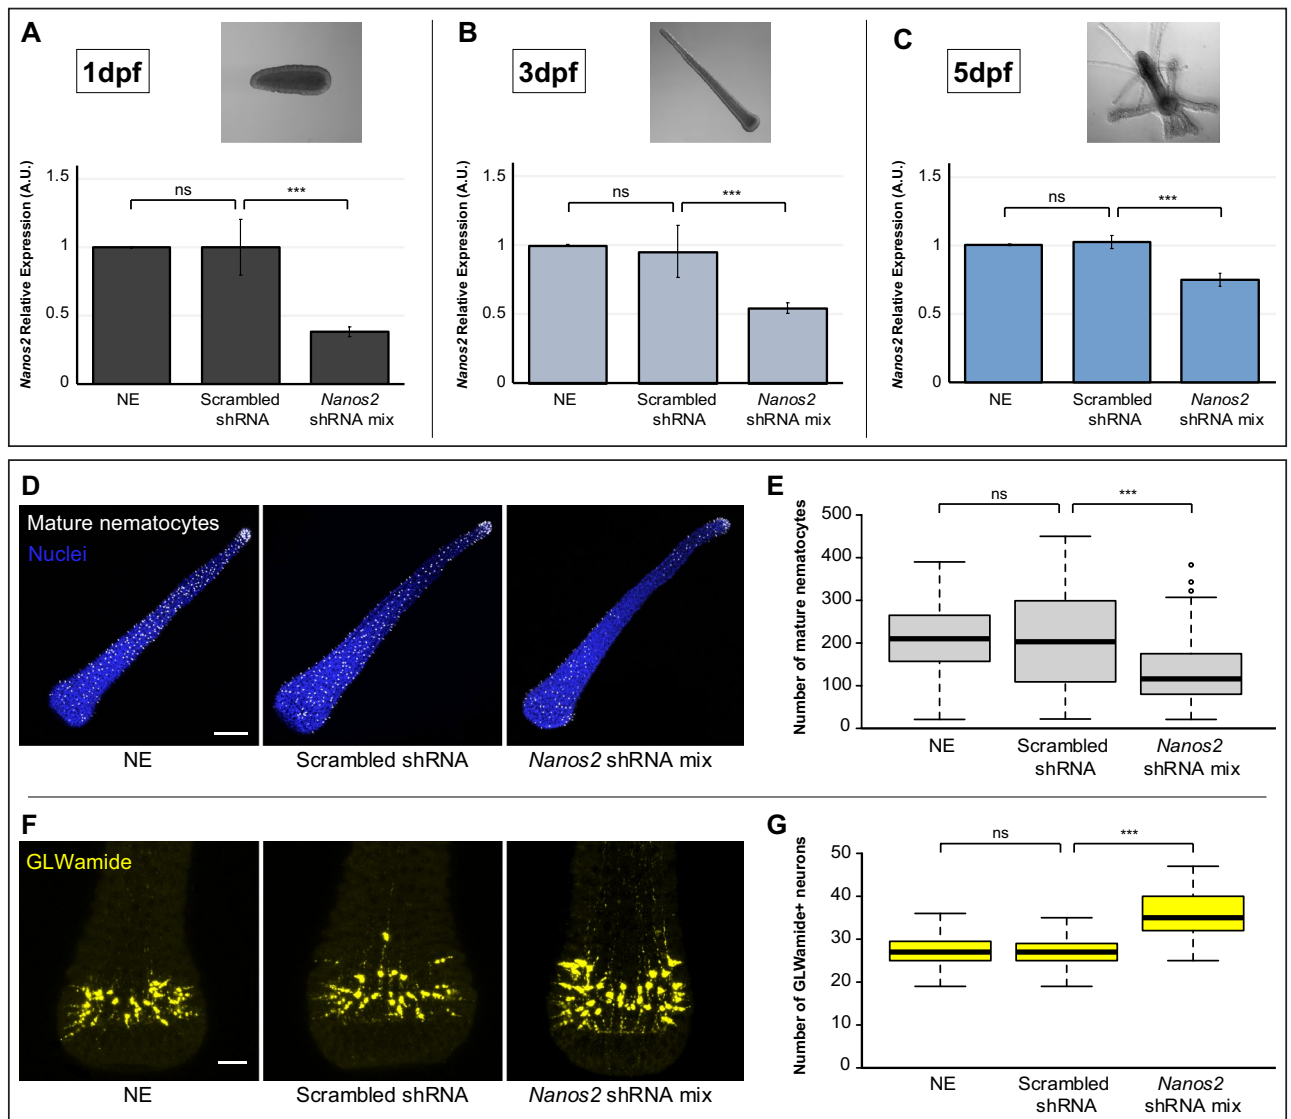 A
1dpf
Nanos2 Relative Expression (A.U.)
1.5
1
0.5
0
ns
***
NE
Scrambled
shRNA
Nanos2
shRNA mix
B
3dpf
Nanos2 Relative Expression (A.U.)
1.5
1
0.5
0
ns
***
NE
Scrambled
shRNA
Nanos2
shRNA mix
C
5dpf
Nanos2 Relative Expression (A.U.)
1.5
1
0.5
0
ns
***
NE
Scrambled
shRNA
Nanos2
shRNA mix
D
Mature nematocytes
Nuclei
NE
Scrambled shRNA
Nanos2 shRNA mix
E
Number of mature nematocytes
500
400
300
200
100
0
ns
***
NE
Scrambled
shRNA
Nanos2
shRNA mix
F
GLWamide
NE
Scrambled shRNA
Nanos2 shRNA mix
G
Number of GLWamide+ neurons
50
40
30
20
10
0
ns
***
NE
Scrambled
shRNA
Nanos2
shRNA mix